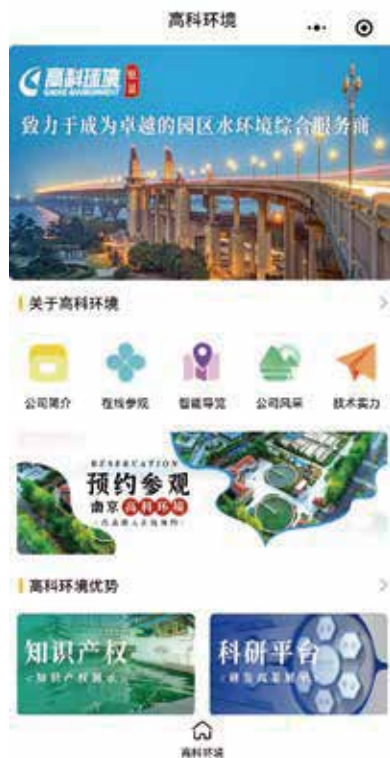 高科环境
高科环境
致力于成为卓越的园区水环境综合服务商
关于高科环境
公司简介
在线参观
智能导览
公司风采
技术实力
RESERVATION
预约参观
南京高科环境
高科环境优势
知识产权
科研平台
高科环境